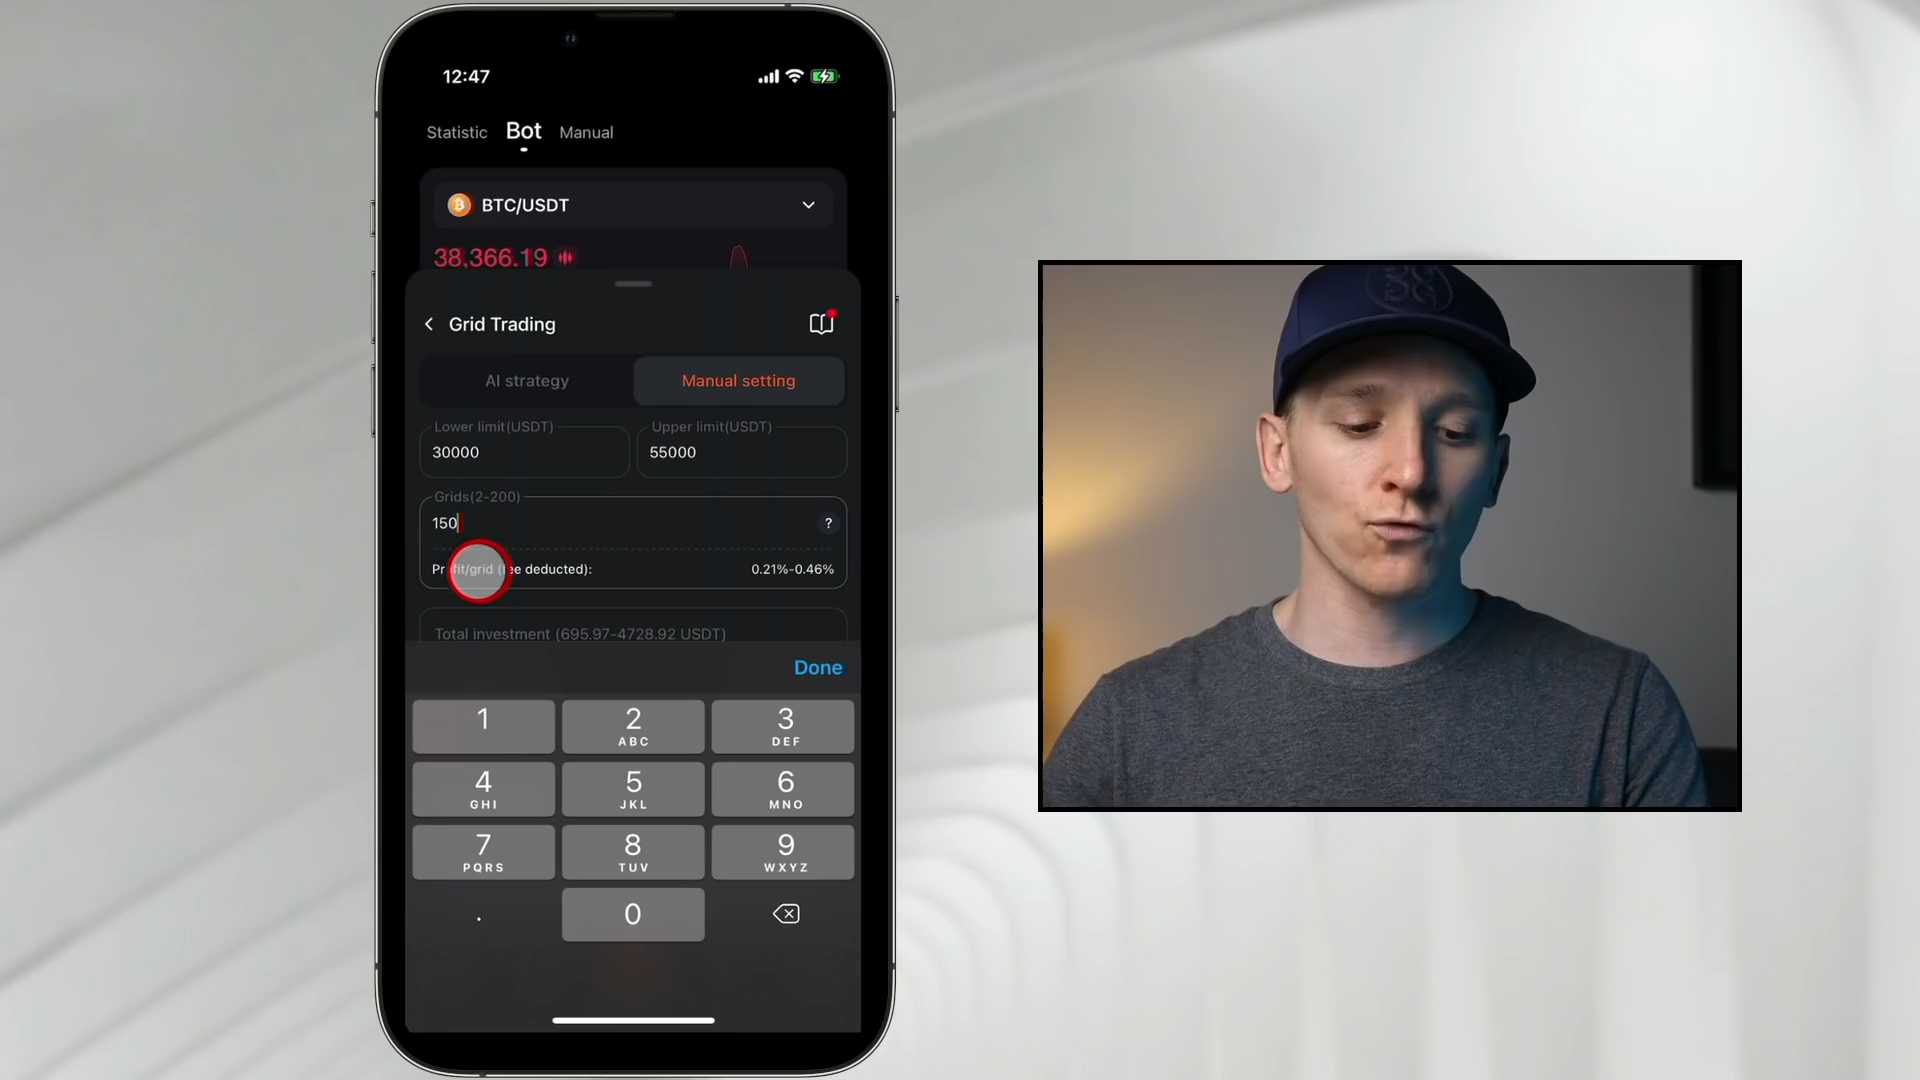 12:47
Statistic Bot Manual
BTC/USDT
38,366.19
Grid Trading
AI strategy Manual setting
Lower limit(USDT) Upper limit(USDT)
30000 55000
Grids(2-200)
150 ?
Profit/grid (fee deducted): 0.21%-0.46%
Total investment (695.97-4728.92 USDT)
Done
1 2 3
ABC DEF
4 5 6
GHI JKL MNO
7 8 9
PQRS TUV WXYZ
. 0